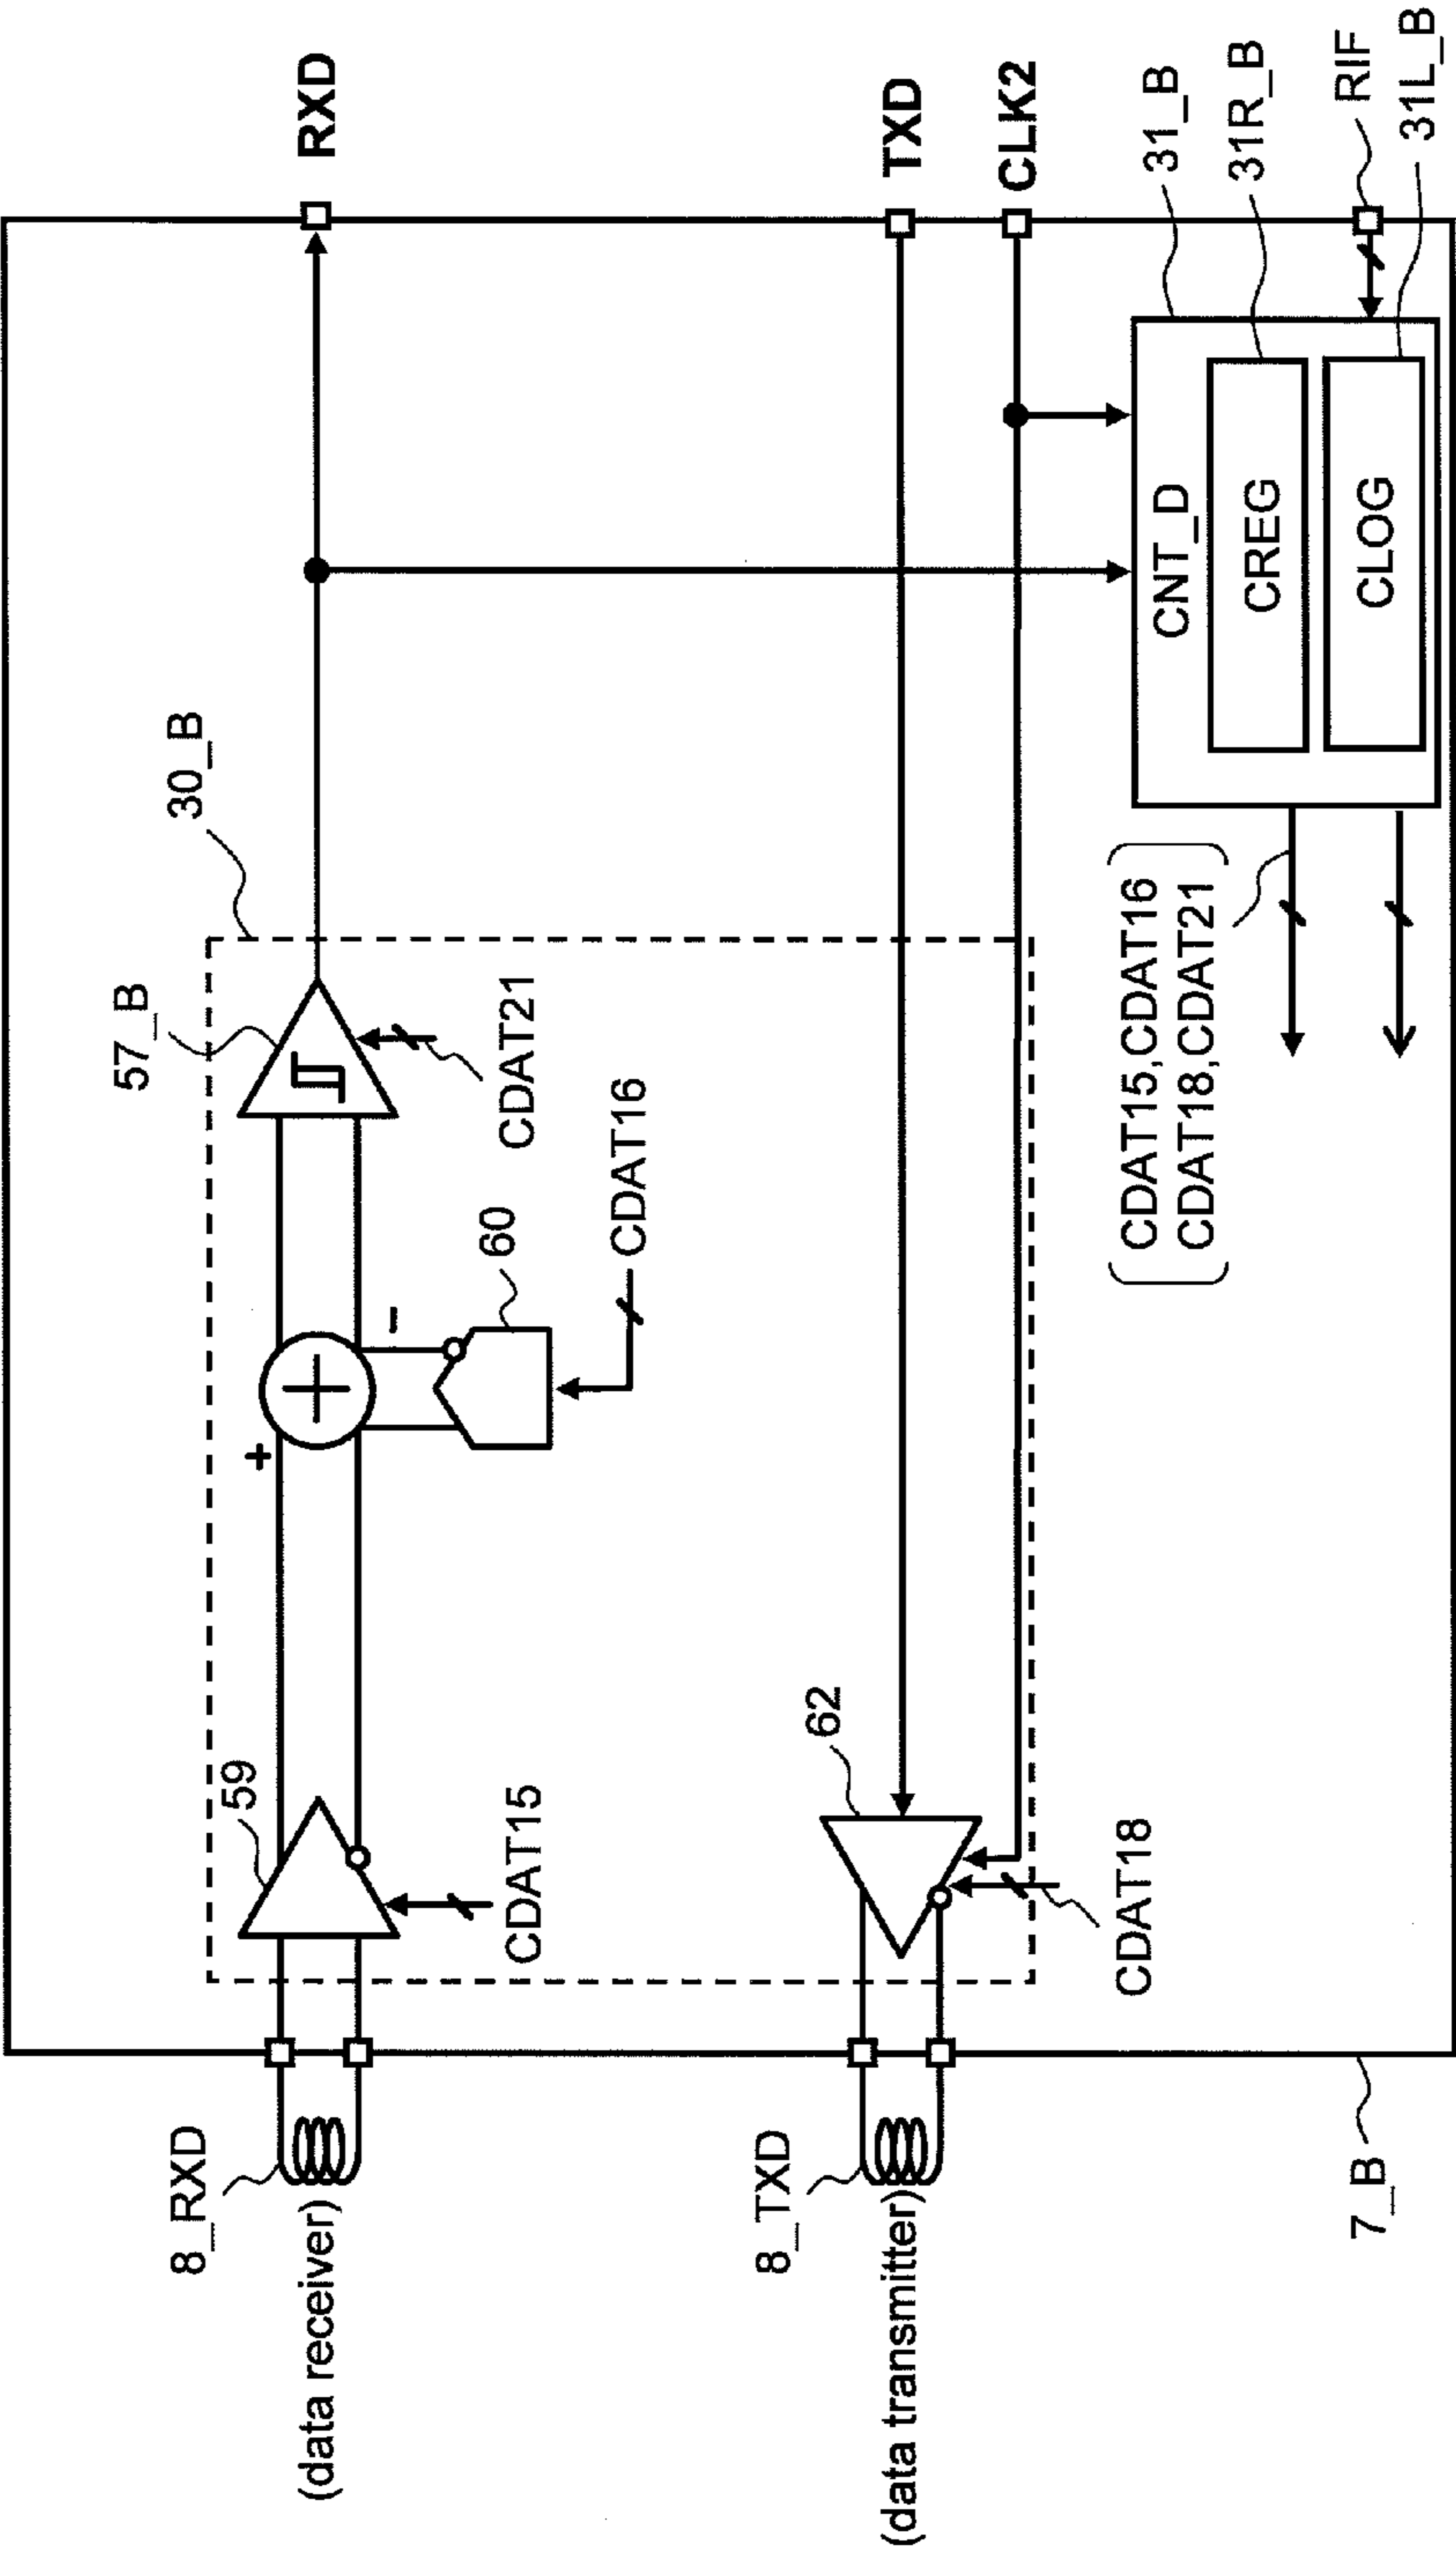 8_RXD
(data receiver)
59
CDAT15
+
-
60
CDAT16
57_B
CDAT21
30_B
RXD
8_TXD
(data transmitter)
62
CDAT18
TXD
CLK2
CDAT15,CDAT16
CDAT18,CDAT21
CNT_D
CREG
CLOG
31_B
31R_B
RIF
31L_B
7_B